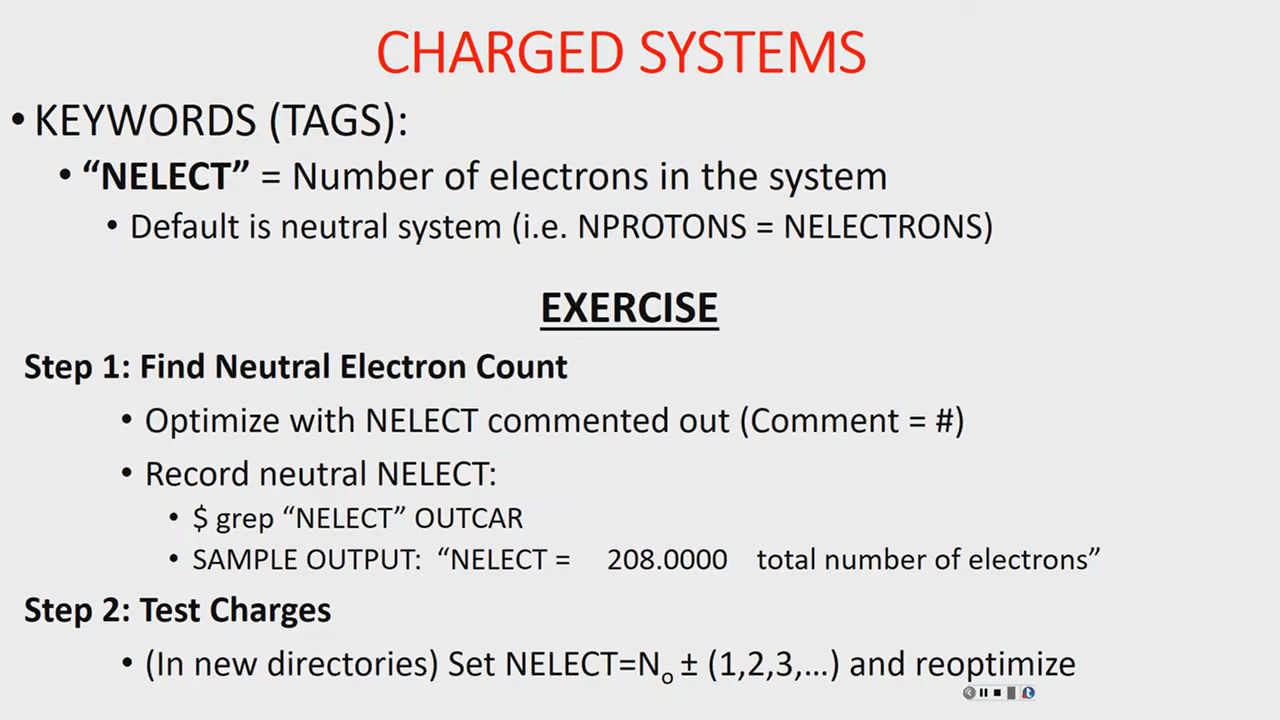 CHARGED SYSTEMS
• KEYWORDS (TAGS):
• “NELECT” = Number of electrons in the system
• Default is neutral system (i.e. NPROTONS = NELECTRONS)
EXERCISE
Step 1: Find Neutral Electron Count
• Optimize with NELECT commented out (Comment = #)
• Record neutral NELECT:
• $ grep “NELECT” OUTCAR
• SAMPLE OUTPUT: “NELECT = 208.0000 total number of electrons”
Step 2: Test Charges
• (In new directories) Set NELECT=Nₒ ± (1,2,3,…) and reoptimize